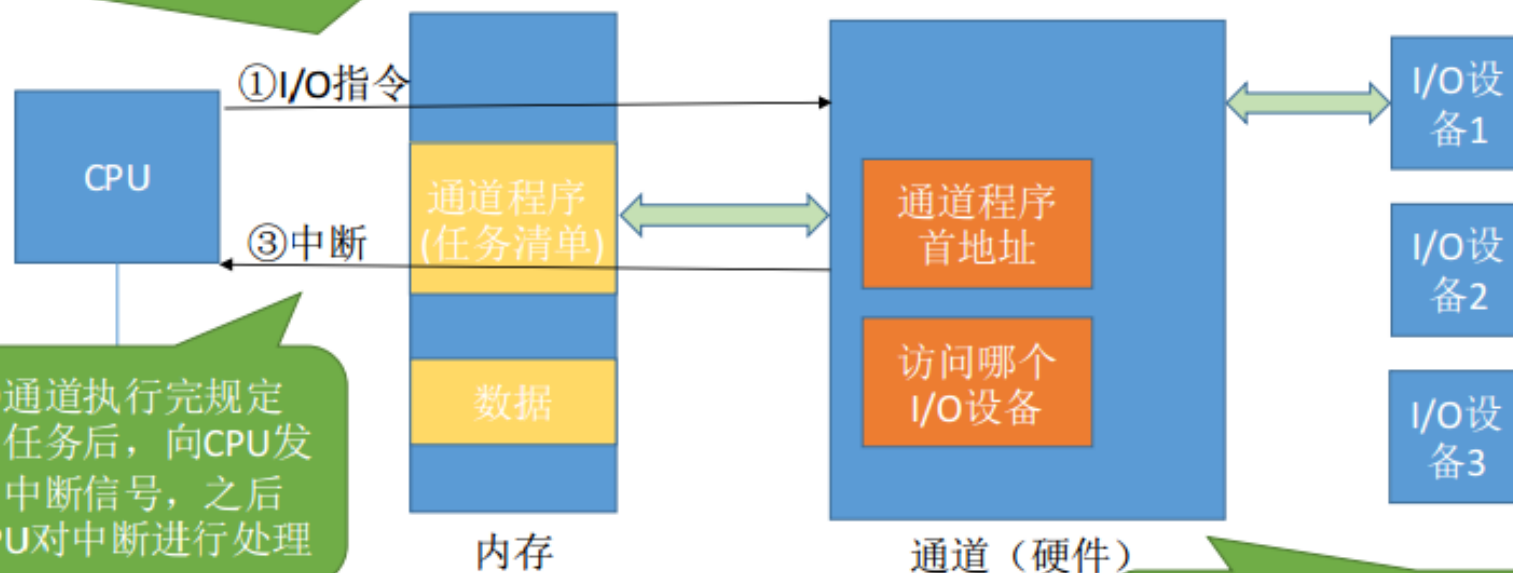 ①I/O指令
CPU
通道程序
(任务清单)
③中断
数据
内存
通道程序
首地址
访问哪个
I/O设备
通道（硬件）
I/O设
备1
I/O设
备2
I/O设
备3
通道执行完规定
任务后，向CPU发
中断信号，之后
PU对中断进行处理